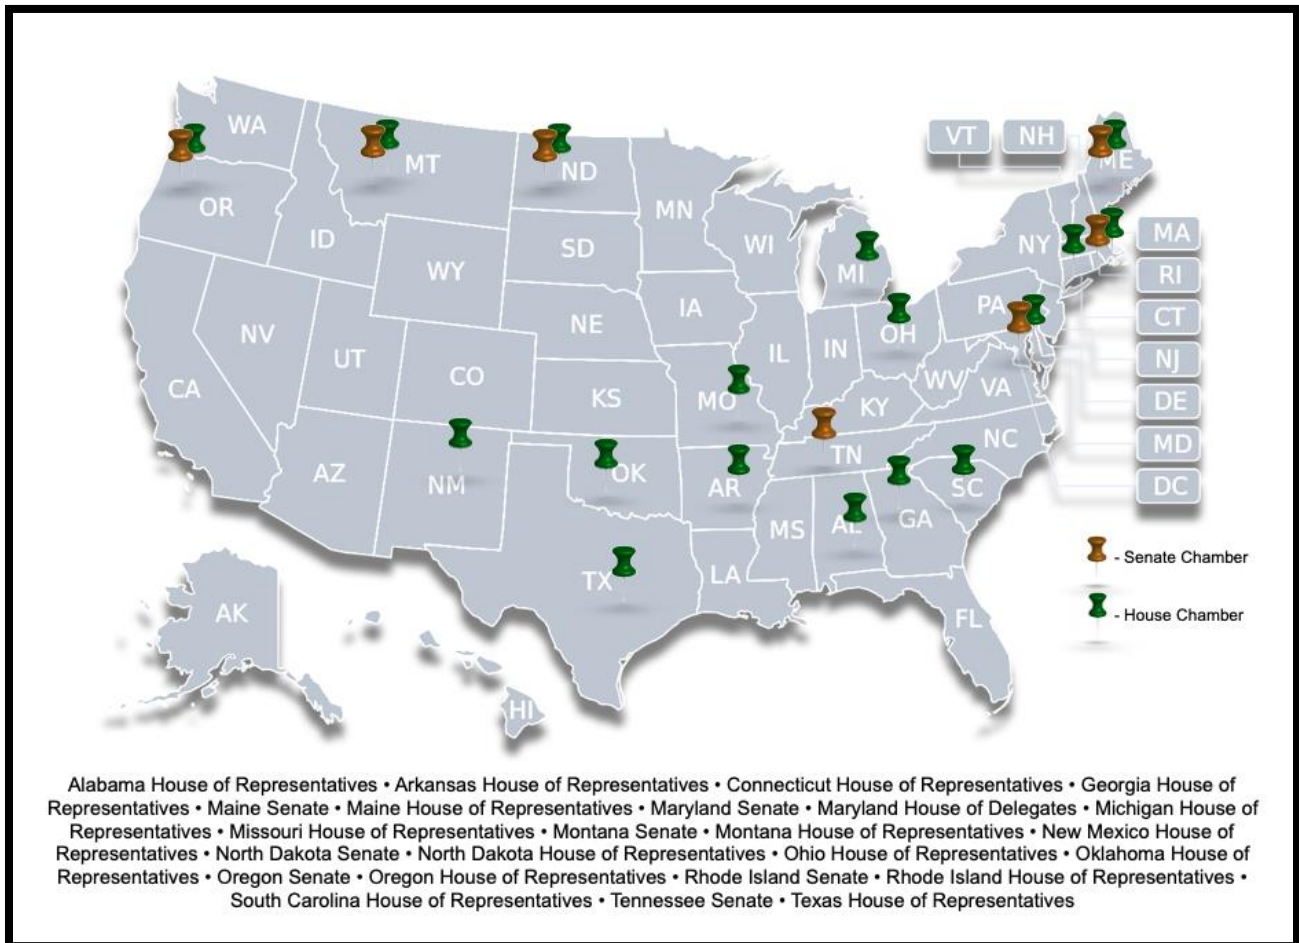 WA
VT
NH
MT
ND
ME
OR
MN
ID
SD
WI
NY
MA
WY
MI
RI
IA
PA
CT
NE
NV
OH
UT
IL
IN
NJ
CO
WV
VA
CA
KS
MO
KY
DE
NC
MD
TN
AZ
NM
OK
AR
SC
DC
MS
AL
GA
- Senate Chamber
TX
LA
AK
FL
- House Chamber
HI
Alabama House of Representatives • Arkansas House of Representatives • Connecticut House of Representatives • Georgia House of
Representatives • Maine Senate • Maine House of Representatives • Maryland Senate • Maryland House of Delegates • Michigan House of
Representatives • Missouri House of Representatives • Montana Senate • Montana House of Representatives • New Mexico House of
Representatives • North Dakota Senate • North Dakota House of Representatives • Ohio House of Representatives • Oklahoma House of
Representatives • Oregon Senate • Oregon House of Representatives • Rhode Island Senate • Rhode Island House of Representatives •
South Carolina House of Representatives • Tennessee Senate • Texas House of Representatives